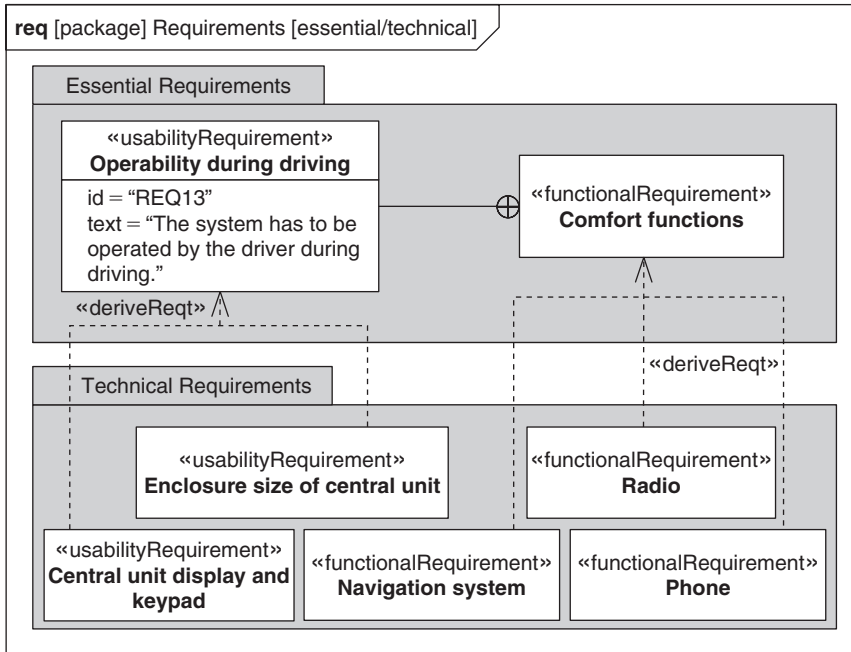 req [package] Requirements [essential/technical]
Essential Requirements
«usabilityRequirement»
Operability during driving
id = “REQ13”
text = “The system has to be
operated by the driver during
driving.”
«functionalRequirement»
Comfort functions
«deriveReqt»
«deriveReqt»
Technical Requirements
«usabilityRequirement»
Enclosure size of central unit
«functionalRequirement»
Radio
«usabilityRequirement»
Central unit display and
keypad
«functionalRequirement»
Navigation system
«functionalRequirement»
Phone